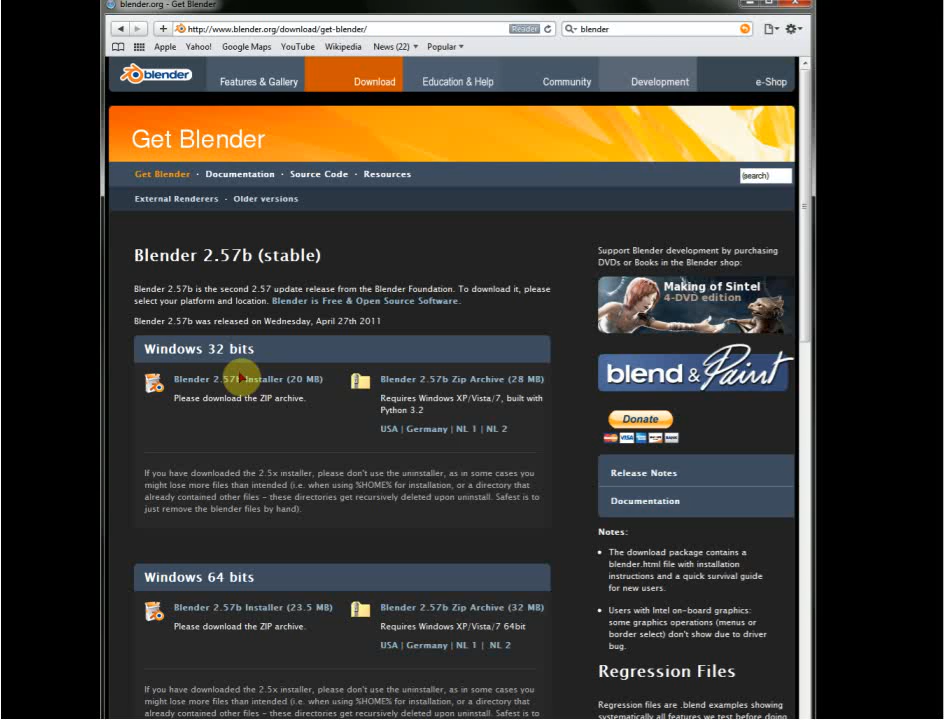 blender.org - Get Blender
http://www.blender.org/download/get-blender/
Reader
blender
Apple Yahoo! Google Maps YouTube Wikipedia News (22) Popular
blender
Features & Gallery
Download
Education & Help
Community
Development
e-Shop
Get Blender
Get Blender · Documentation · Source Code · Resources
(search)
External Renderers · Older versions
Blender 2.57b (stable)
Blender 2.57b is the second 2.57 update release from the Blender Foundation. To download it, please
select your platform and location. Blender is Free & Open Source Software.
Blender 2.57b was released on Wednesday, April 27th 2011
Windows 32 bits
Blender 2.57b Installer (20 MB)
Please download the ZIP archive.
Blender 2.57b Zip Archive (28 MB)
Requires Windows XP/Vista/7, built with
Python 3.2
USA | Germany | NL 1 | NL 2
If you have downloaded the 2.5x installer, please don't use the uninstaller, as in some cases you
might lose more files than intended (i.e. when using %HOME% for installation, or a directory that
already contained other files - these directories get recursively deleted upon uninstall. Safest is to
just remove the blender files by hand).
Windows 64 bits
Blender 2.57b Installer (23.5 MB)
Please download the ZIP archive.
Blender 2.57b Zip Archive (32 MB)
Requires Windows XP/Vista/7 64bit
USA | Germany | NL 1 | NL 2
If you have downloaded the 2.5x installer, please don't use the uninstaller, as in some cases you
might lose more files than intended (i.e. when using %HOME% for installation, or a directory that
already contained other files - these directories get recursively deleted upon uninstall. Safest is to
Support Blender development by purchasing
DVDs or Books in the Blender shop:
Making of Sintel
4-DVD edition
blend & Paint
Donate
VISA
Release Notes
Documentation
Notes:
The download package contains a
blender.html file with installation
instructions and a quick survival guide
for new users.
Users with Intel on-board graphics:
some graphics operations (menus or
border select) don't show due to driver
bug.
Regression Files
Regression files are .blend examples showing
systematically all features we test before doing